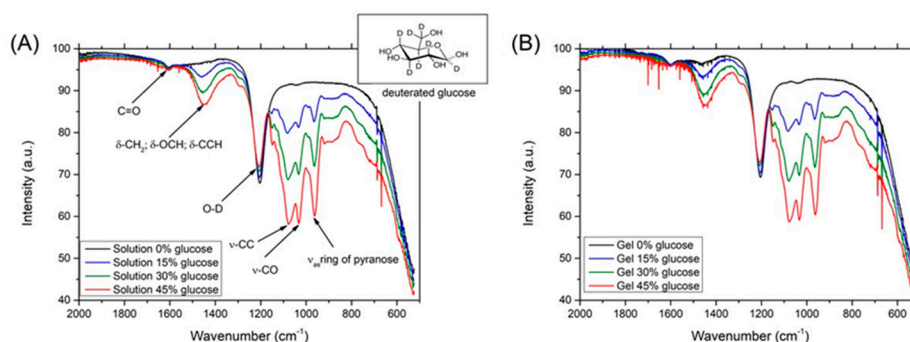 (A)
deuterated glucose
D
D
OH
D
HO
D
O
HO
D
OH
OH
D
100
90
80
70
60
50
40
Intensity (a.u.)
C=O
δ-CH₂; δ-OCH; δ-CCH
O-D
ν-CC
ν-CO
νas ring of pyranose
Solution 0% glucose
Solution 15% glucose
Solution 30% glucose
Solution 45% glucose
2000 1800 1600 1400 1200 1000 800 600
Wavenumber (cm⁻¹)
(B)
100
90
80
70
60
50
40
Intensity (a.u.)
Gel 0% glucose
Gel 15% glucose
Gel 30% glucose
Gel 45% glucose
2000 1800 1600 1400 1200 1000 800 600
Wavenumber (cm⁻¹)